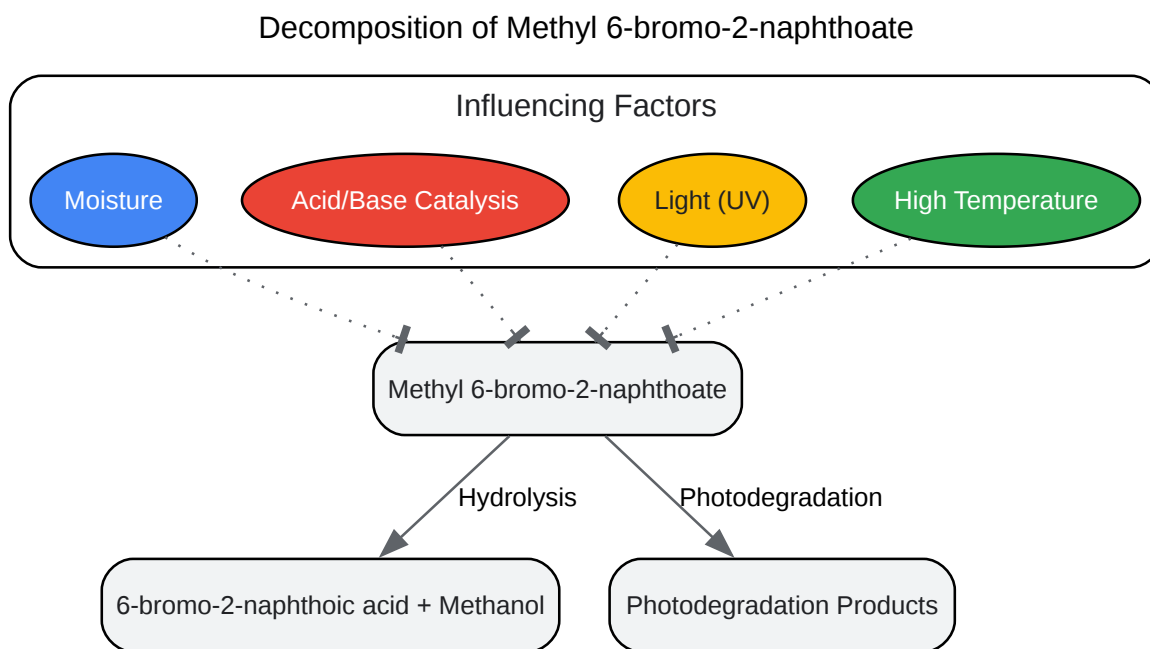 Decomposition of Methyl 6-bromo-2-naphthoate
Influencing Factors
Moisture
Acid/Base Catalysis
Light (UV)
High Temperature
Methyl 6-bromo-2-naphthoate
Hydrolysis
Photodegradation
6-bromo-2-naphthoic acid + Methanol
Photodegradation Products